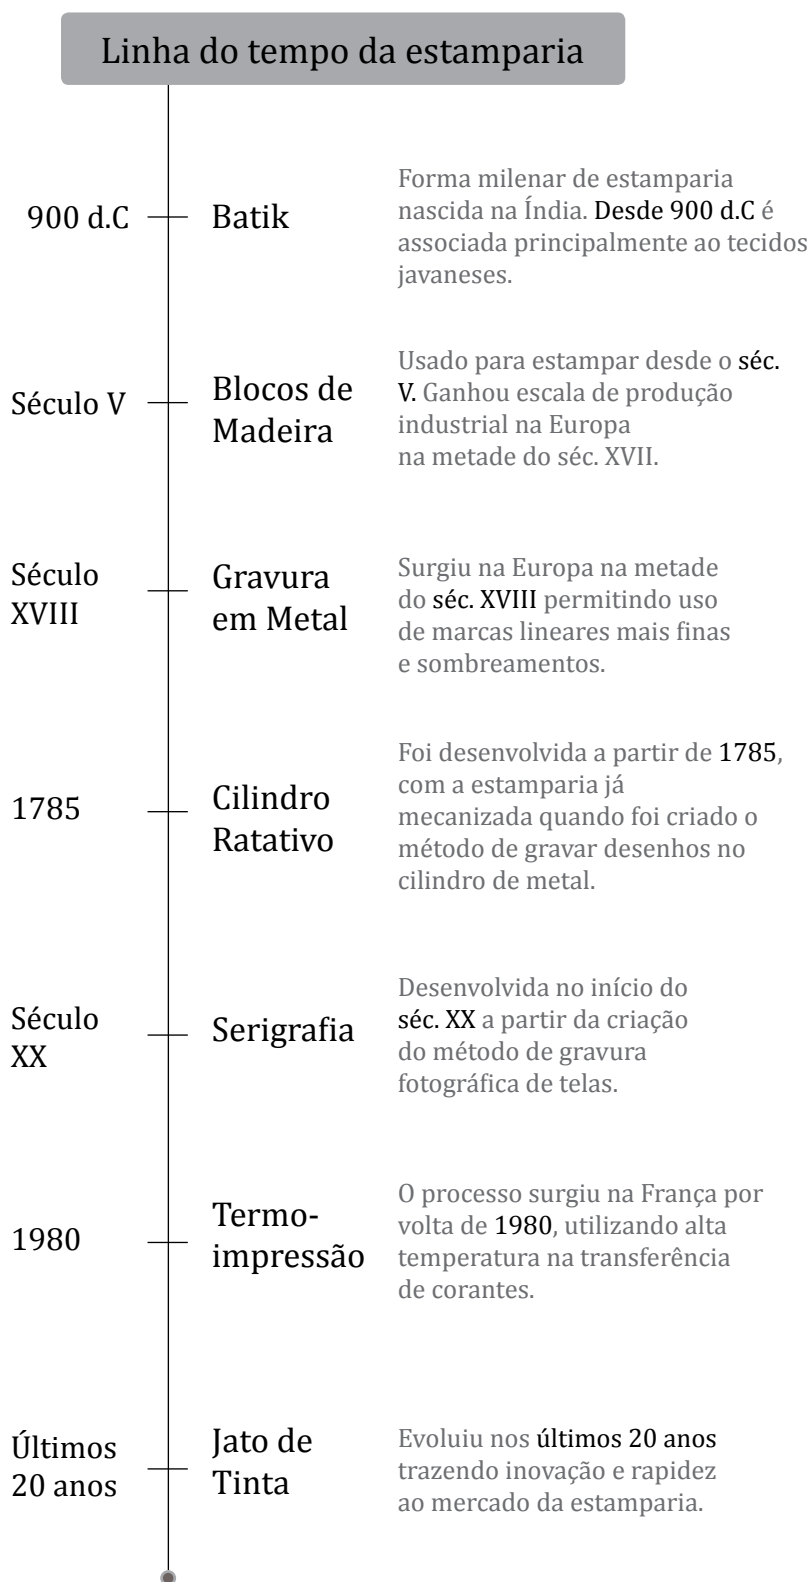 Linha do tempo da estamparia
900 d.C
Batik
Forma milenar de estamparia
nascida na Índia. Desde 900 d.C é
associada principalmente ao tecidos
javaneses.
Século V
Blocos de
Madeira
Usado para estampar desde o séc.
V. Ganhou escala de produção
industrial na Europa
na metade do séc. XVII.
Século
XVIII
Gravura
em Metal
Surgiu na Europa na metade
do séc. XVIII permitindo uso
de marcas lineares mais finas
e sombreamentos.
1785
Cilindro
Ratativo
Foi desenvolvida a partir de 1785,
com a estamparia já
mecanizada quando foi criado o
método de gravar desenhos no
cilindro de metal.
Século
XX
Serigrafia
Desenvolvida no início do
séc. XX a partir da criação
do método de gravura
fotográfica de telas.
1980
Termo-
impressão
O processo surgiu na França por
volta de 1980, utilizando alta
temperatura na transferência
de corantes.
Últimos
20 anos
Jato de
Tinta
Evoluiu nos últimos 20 anos
trazendo inovação e rapidez
ao mercado da estamparia.